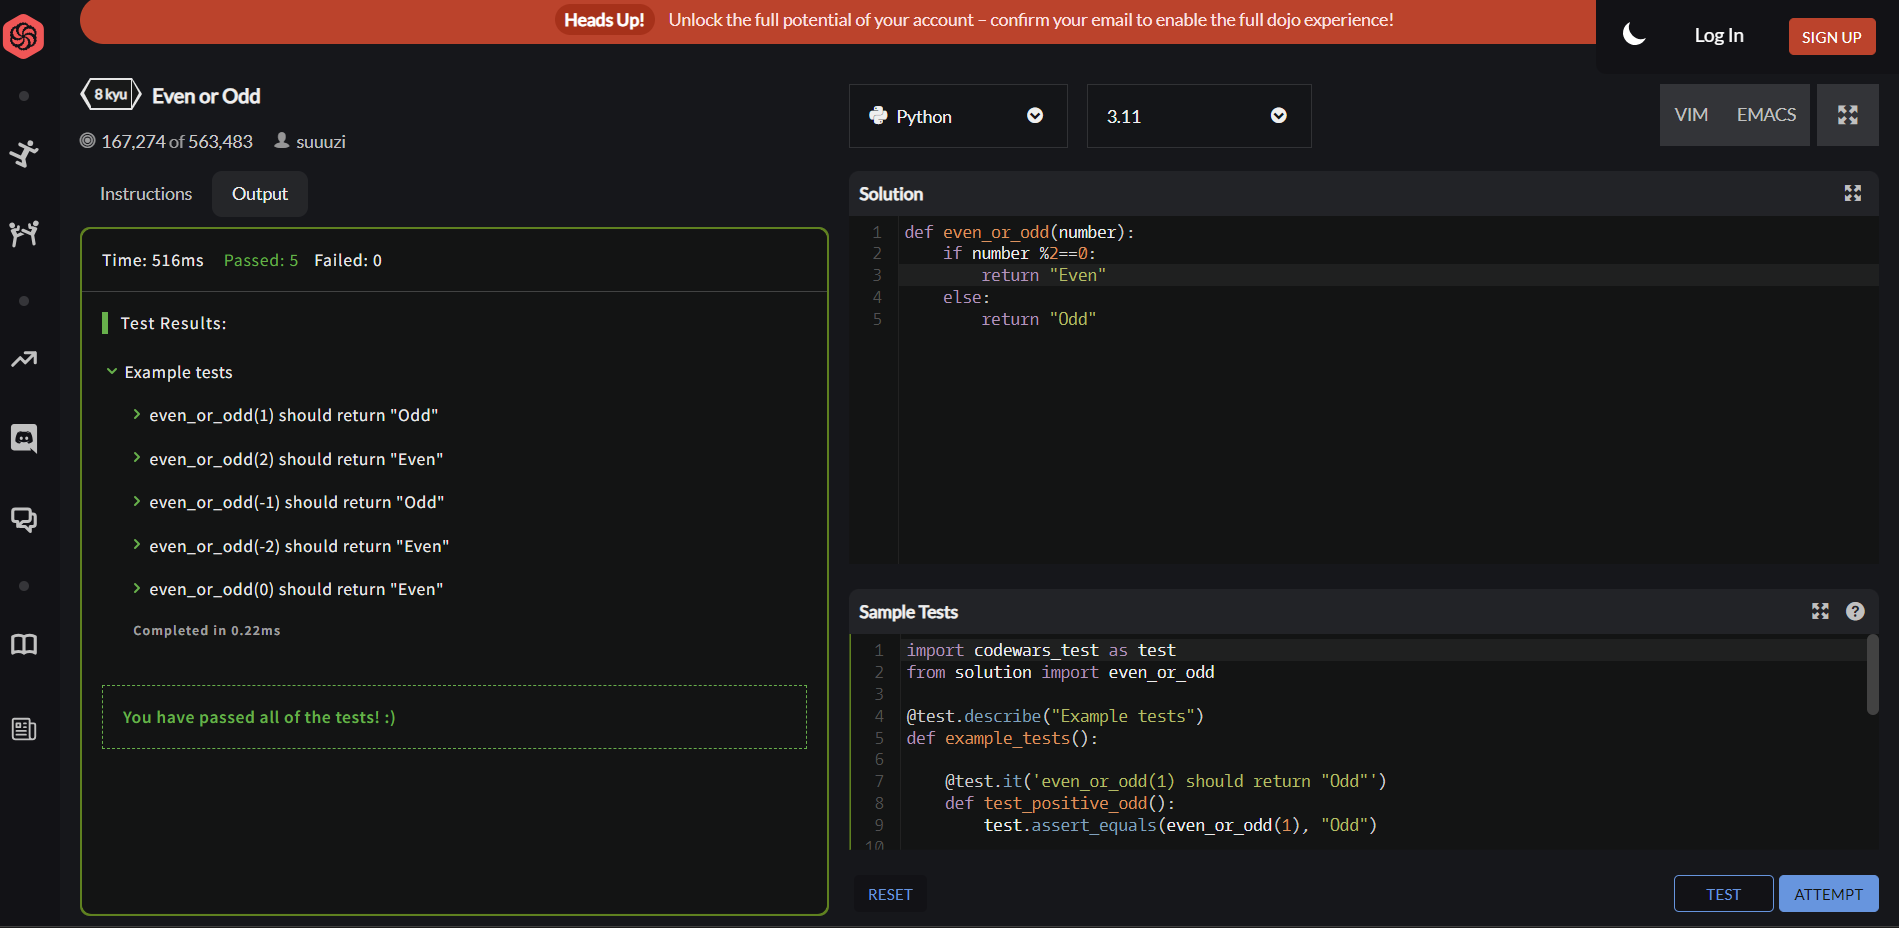 Heads Up! Unlock the full potential of your account – confirm your email to enable the full dojo experience!
Log In
SIGN UP
8 kyu Even or Odd
167,274 of 563,483 suuuzi
Instructions Output
Time: 516ms Passed: 5 Failed: 0
Test Results:
Example tests
even_or_odd(1) should return "Odd"
even_or_odd(2) should return "Even"
even_or_odd(-1) should return "Odd"
even_or_odd(-2) should return "Even"
even_or_odd(0) should return "Even"
Completed in 0.22ms
You have passed all of the tests! :)
Python 3.11 VIM EMACS
Solution
1 def even_or_odd(number):
2     if number %2==0:
3         return "Even"
4     else:
5         return "Odd"
Sample Tests
1 import codewars_test as test
2 from solution import even_or_odd
3
4 @test.describe("Example tests")
5 def example_tests():
6
7     @test.it('even_or_odd(1) should return "Odd"')
8     def test_positive_odd():
9         test.assert_equals(even_or_odd(1), "Odd")
10
RESET TEST ATTEMPT